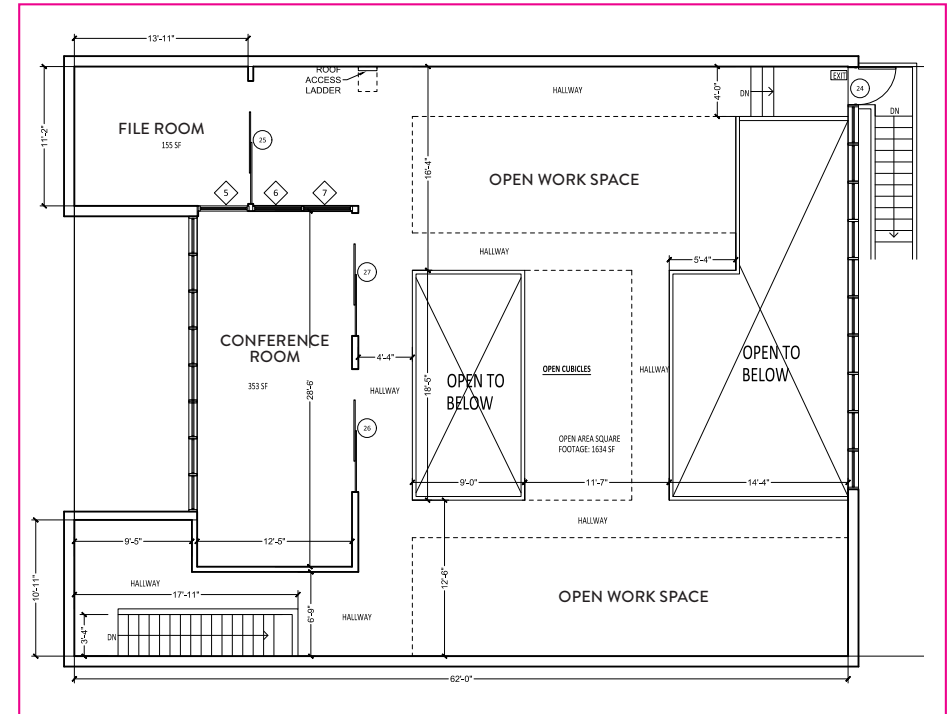 13'-11"
ROOF
ACCESS
LADDER
HALLWAY
DN
4'-0"
EXIT
24
DN
11'-2"
FILE ROOM
155 SF
25
16'-4"
OPEN WORK SPACE
5
6
7
HALLWAY
5'-4"
27
CONFERENCE
ROOM
353 SF
28'-6"
4'-4"
HALLWAY
18'-5"
OPEN TO
BELOW
OPEN CUBICLES
HALLWAY
OPEN TO
BELOW
26
OPEN AREA SQUARE
FOOTAGE: 1634 SF
9'-0"
11'-7"
14'-4"
HALLWAY
9'-5"
12'-5"
10'-11"
HALLWAY
17'-11"
6'-9"
12'-6"
HALLWAY
OPEN WORK SPACE
3'-4"
DN
62'-0"